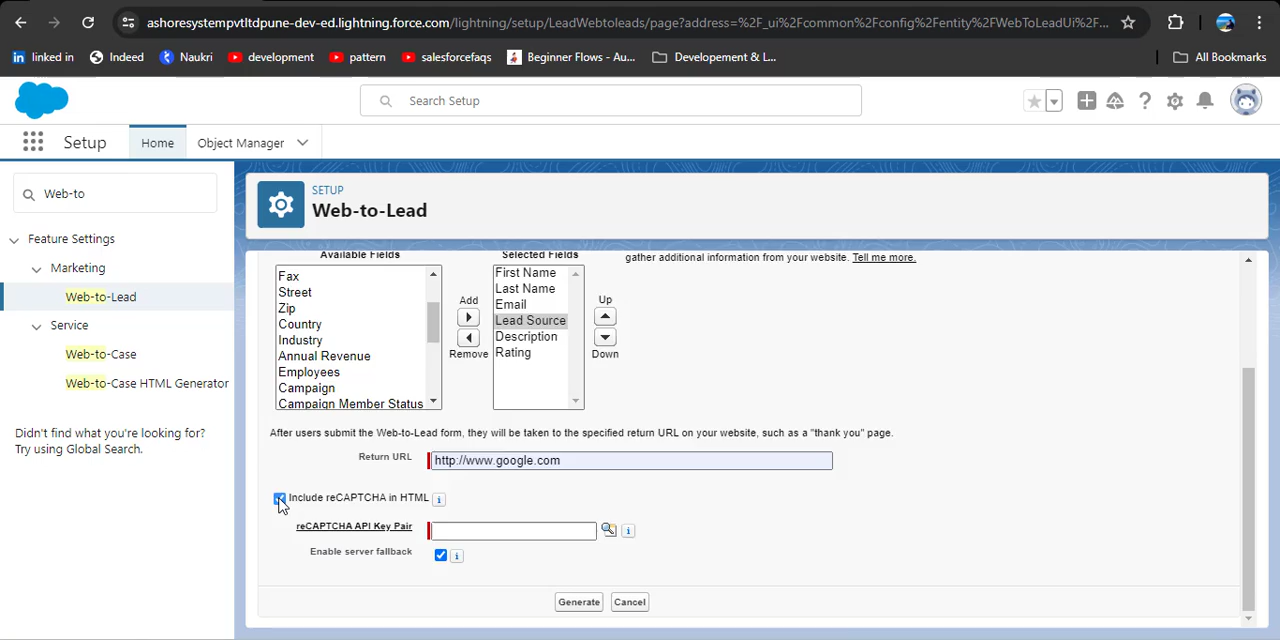 ashoresystempvtltdpune-dev-ed.lightning.force.com/lightning/setup/LeadWebtoleads/page?address=%2F_ui%2Fcommon%2Fconfig%2Fentity%2FWebToLeadUi%2F...
linked in
Indeed
Naukri
development
pattern
salesforcefaqs
Beginner Flows - Au...
Developement & L...
All Bookmarks
Search Setup
Setup
Home
Object Manager
Web-to
SETUP
Web-to-Lead
Feature Settings
Marketing
Web-to-Lead
Service
Web-to-Case
Web-to-Case HTML Generator
Didn't find what you're looking for?
Try using Global Search.
Available Fields
Selected Fields
gather additional information from your website. Tell me more.
Fax
Street
Zip
Country
Industry
Annual Revenue
Employees
Campaign
Campaign Member Status
Add
Remove
First Name
Last Name
Email
Lead Source
Description
Rating
Up
Down
After users submit the Web-to-Lead form, they will be taken to the specified return URL on your website, such as a "thank you" page.
Return URL
http://www.google.com
Include reCAPTCHA in HTML
reCAPTCHA API Key Pair
Enable server fallback
Generate
Cancel